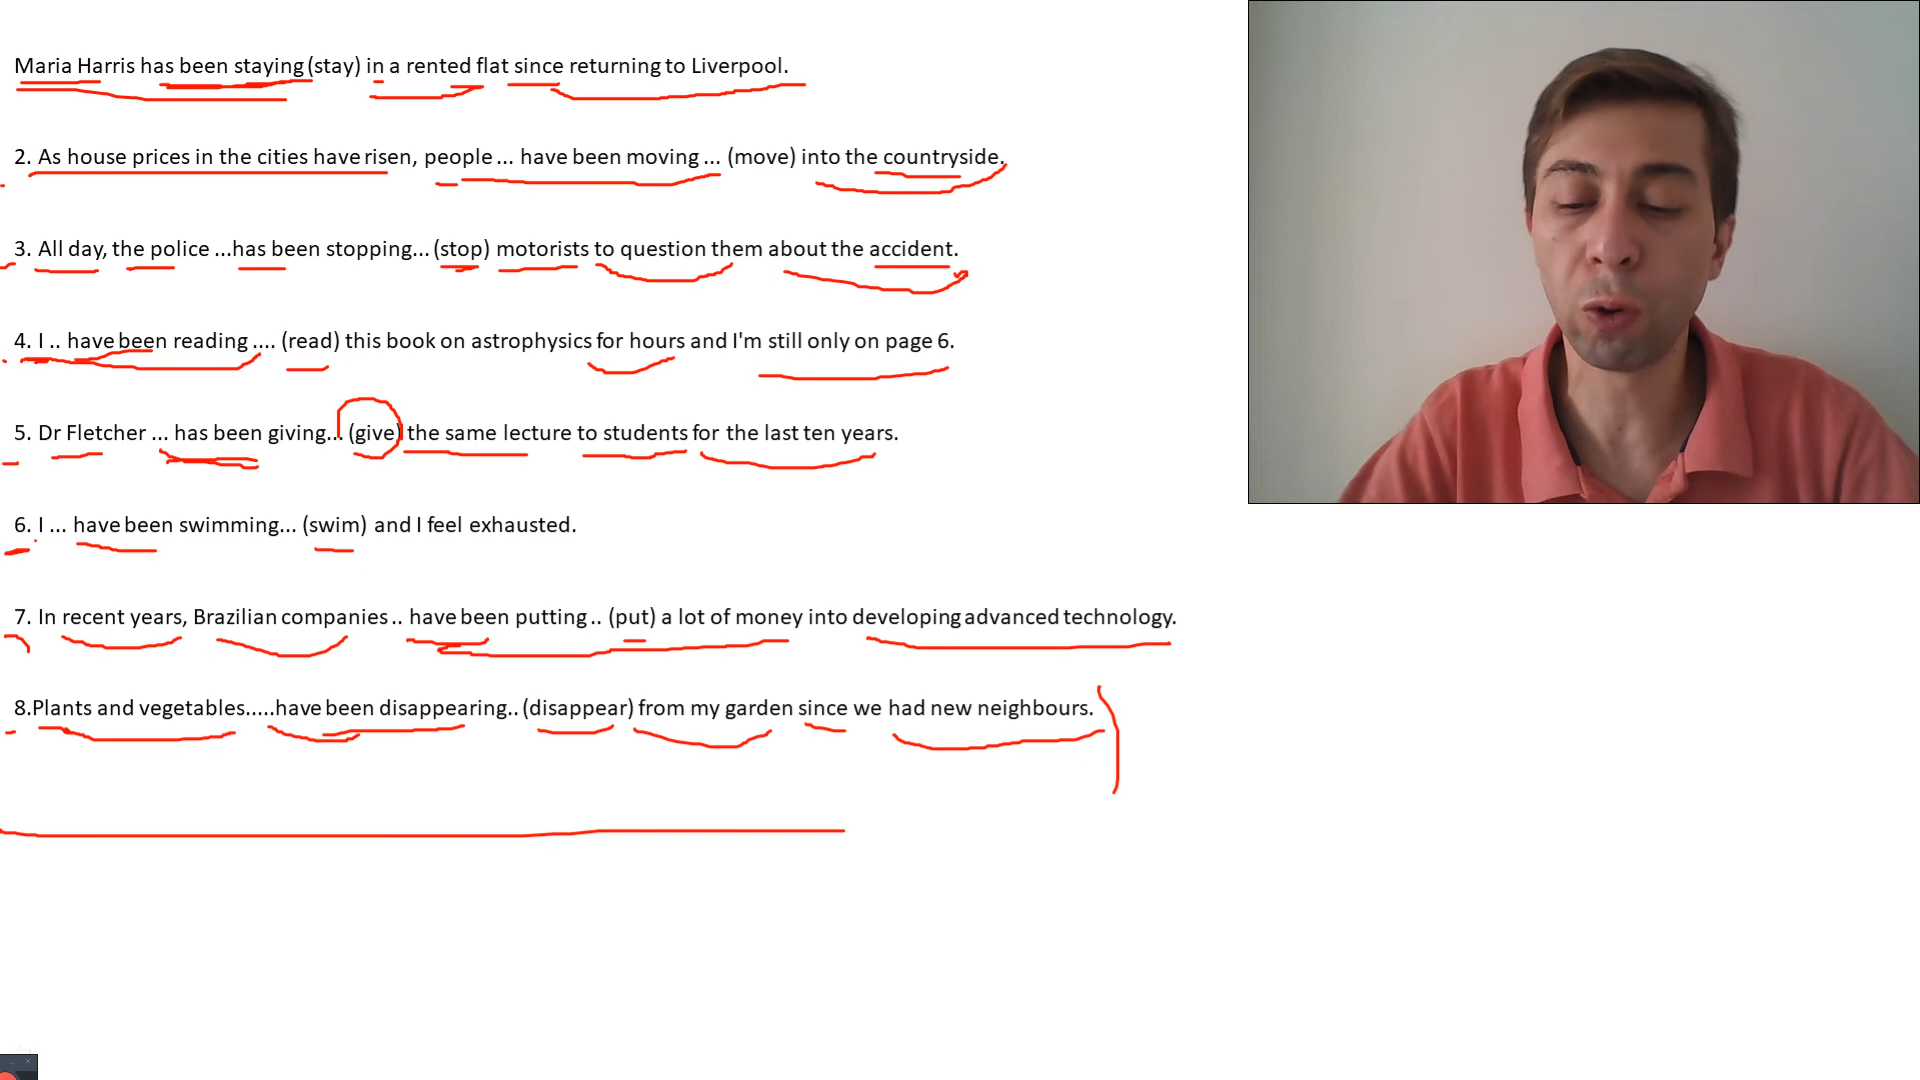 Maria Harris has been staying (stay) in a rented flat since returning to Liverpool.
2. As house prices in the cities have risen, people ... have been moving ... (move) into the countryside.
3. All day, the police ...has been stopping... (stop) motorists to question them about the accident.
4. I .. have been reading .... (read) this book on astrophysics for hours and I'm still only on page 6.
5. Dr Fletcher ... has been giving... (give) the same lecture to students for the last ten years.
6. I ... have been swimming... (swim) and I feel exhausted.
7. In recent years, Brazilian companies .. have been putting .. (put) a lot of money into developing advanced technology.
8.Plants and vegetables.....have been disappearing.. (disappear) from my garden since we had new neighbours.